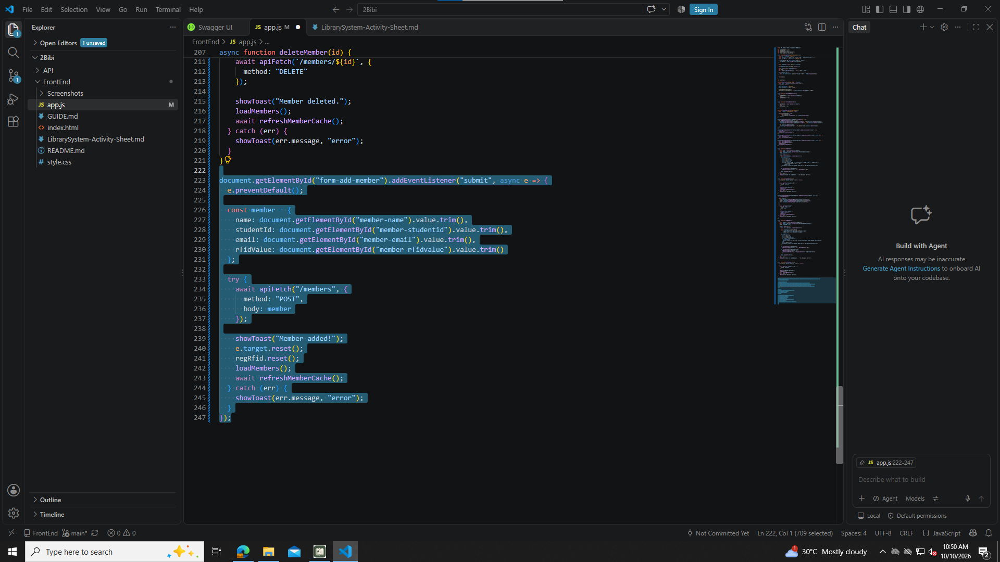 File Edit Selection View Go Run Terminal Help
2Bibi
Sign In
Explorer
Open Editors 1 unsaved
2Bibi
API
FrontEnd
Screenshots
JS app.js M
GUIDE.md
index.html
LibrarySystem-Activity-Sheet.md
README.md
style.css
Outline
Timeline
Swagger UI
JS app.js M
LibrarySystem-Activity-Sheet.md
FrontEnd > JS app.js > ...
207 async function deleteMember(id) {
211 await apiFetch(`/members/${id}`, {
212 method: "DELETE"
213 });
214
215 showToast("Member deleted.");
216 loadMembers();
217 await refreshMemberCache();
218 } catch (err) {
219 showToast(err.message, "error");
220 }
221 }
222
223 document.getElementById("form-add-member").addEventListener("submit", async e => {
224 e.preventDefault();
225
226 const member = {
227 name: document.getElementById("member-name").value.trim(),
228 studentId: document.getElementById("member-studentid").value.trim(),
229 email: document.getElementById("member-email").value.trim(),
230 rfidValue: document.getElementById("member-rfidvalue").value.trim()
231 };
232
233 try {
234 await apiFetch("/members", {
235 method: "POST",
236 body: member
237 });
238
239 showToast("Member added!");
240 e.target.reset();
241 regRfid.reset();
242 loadMembers();
243 await refreshMemberCache();
244 } catch (err) {
245 showToast(err.message, "error");
246 }
247 });
Chat
Build with Agent
AI responses may be inaccurate
Generate Agent Instructions to onboard AI
onto your codebase.
JS app.js:222-247
Describe what to build
Agent Models
Local Default permissions
FrontEnd main* 0 0
Not Committed Yet Ln 222, Col 1 (709 selected) Spaces: 4 UTF-8 CRLF { } JavaScript
Type here to search
1 30°C Mostly cloudy
10:50 AM
10/10/2026
2